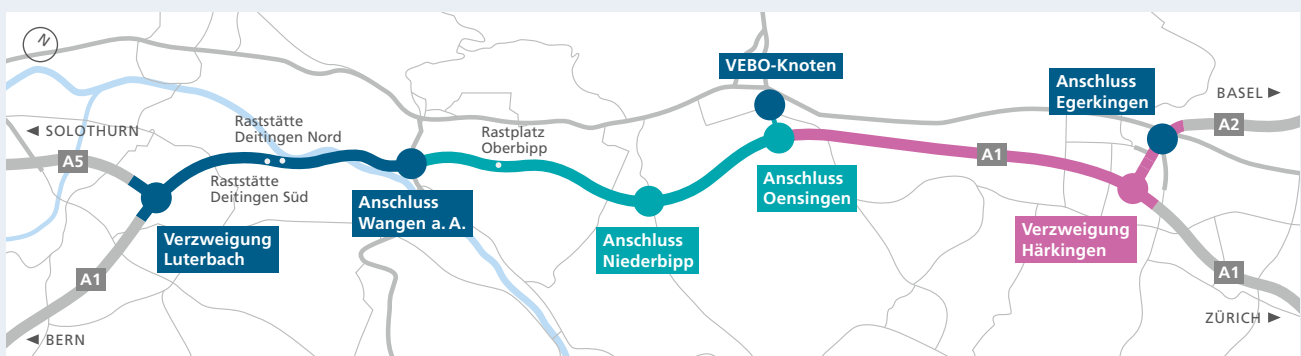 N
VEBO-Knoten
Anschluss
Egerkingen
BASEL
A2
SOLOTHURN
A5
Raststätte
Deitingen Nord
Rastplatz
Oberbipp
A1
Raststätte
Deitingen Süd
Anschluss
Wangen a. A.
Anschluss
Oensingen
Verzweigung
Luterbach
Anschluss
Niederbipp
Verzweigung
Härkingen
A1
A1
ZÜRICH
BERN